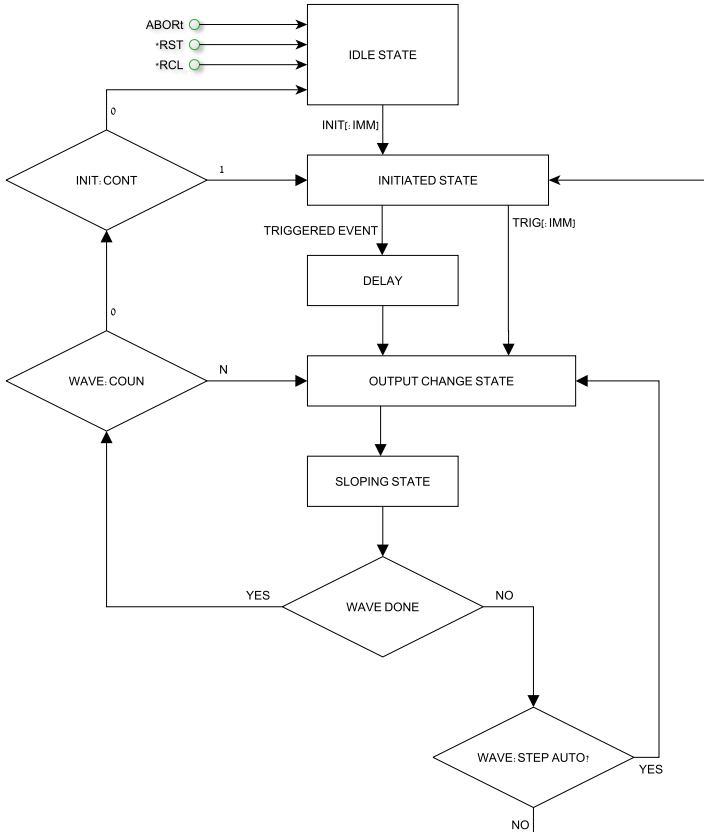 ABORt
*RST
*RCL
IDLE STATE
0
INIT[:IMM]
INIT:CONT
1
INITIATED STATE
TRIGGERED EVENT
TRIG[:IMM]
DELAY
0
WAVE:COUN
N
OUTPUT CHANGE STATE
SLOPING STATE
YES
WAVE DONE
NO
WAVE:STEP AUTO?
YES
NO